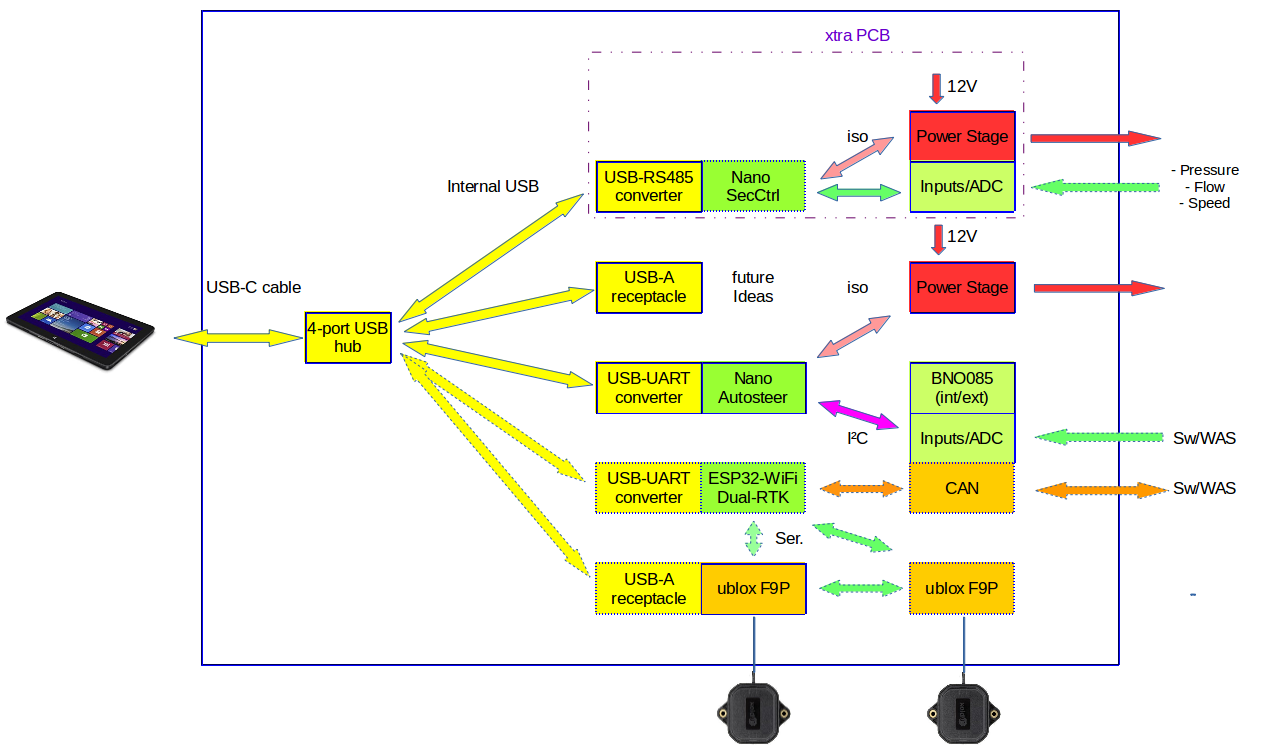 xtra PCB
12V
iso
Power Stage
Internal USB
USB-RS485
converter
Nano
SecCtrl
Inputs/ADC
- Pressure
- Flow
- Speed
12V
USB-C cable
USB-A
receptacle
future
Ideas
iso
Power Stage
4-port USB
hub
USB-UART
converter
Nano
Autosteer
BNO085
(int/ext)
I²C
Inputs/ADC
Sw/WAS
USB-UART
converter
ESP32-WiFi
Dual-RTK
CAN
Sw/WAS
Ser.
USB-A
receptacle
ublox F9P
ublox F9P
-